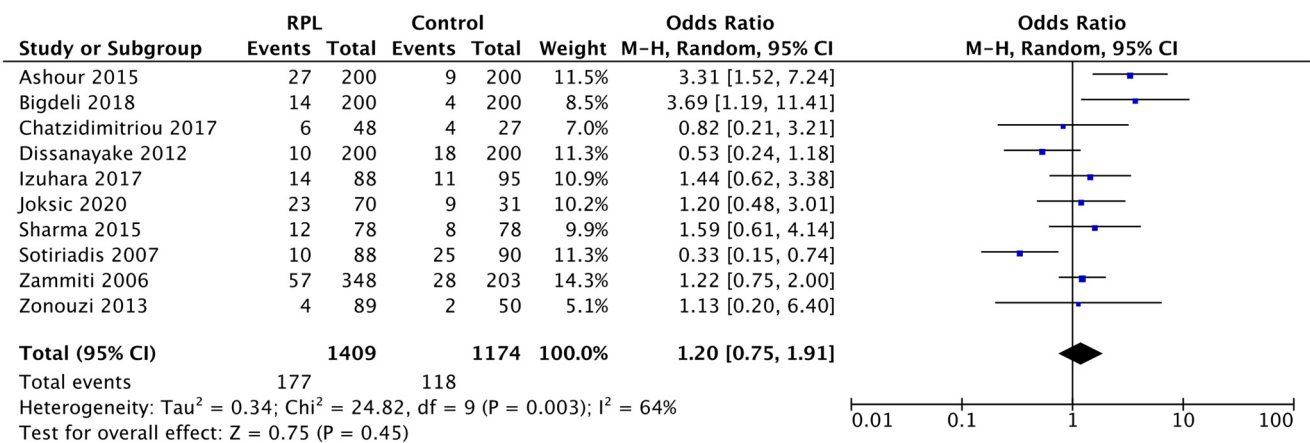 RPL Control Odds Ratio Odds Ratio
Study or Subgroup Events Total Events Total Weight M-H, Random, 95% CI M-H, Random, 95% CI
Ashour 2015 27 200 9 200 11.5% 3.31 [1.52, 7.24]
Bigdeli 2018 14 200 4 200 8.5% 3.69 [1.19, 11.41]
Chatzidimitriou 2017 6 48 4 27 7.0% 0.82 [0.21, 3.21]
Dissanayake 2012 10 200 18 200 11.3% 0.53 [0.24, 1.18]
Izuhara 2017 14 88 11 95 10.9% 1.44 [0.62, 3.38]
Joksic 2020 23 70 9 31 10.2% 1.20 [0.48, 3.01]
Sharma 2015 12 78 8 78 9.9% 1.59 [0.61, 4.14]
Sotiriadis 2007 10 88 25 90 11.3% 0.33 [0.15, 0.74]
Zammiti 2006 57 348 28 203 14.3% 1.22 [0.75, 2.00]
Zonouzi 2013 4 89 2 50 5.1% 1.13 [0.20, 6.40]
Total (95% CI) 1409 1174 100.0% 1.20 [0.75, 1.91]
Total events 177 118
Heterogeneity: Tau² = 0.34; Chi² = 24.82, df = 9 (P = 0.003); I² = 64%
Test for overall effect: Z = 0.75 (P = 0.45)
0.01 0.1 1 10 100